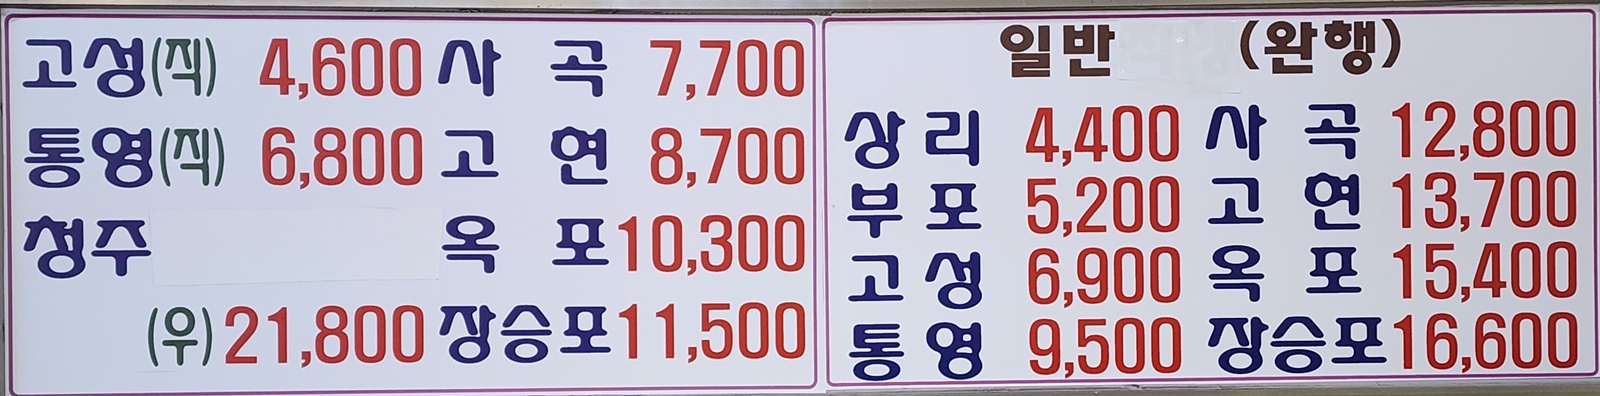 고성(직) 4,600 사 곡 7,700
통영(직) 6,800 고 현 8,700
청주 옥 포 10,300
(우) 21,800 장승포 11,500
일반 (완행)
상 리 4,400 사 곡 12,800
부 포 5,200 고 현 13,700
고 성 6,900 옥 포 15,400
통 영 9,500 장승포 16,600